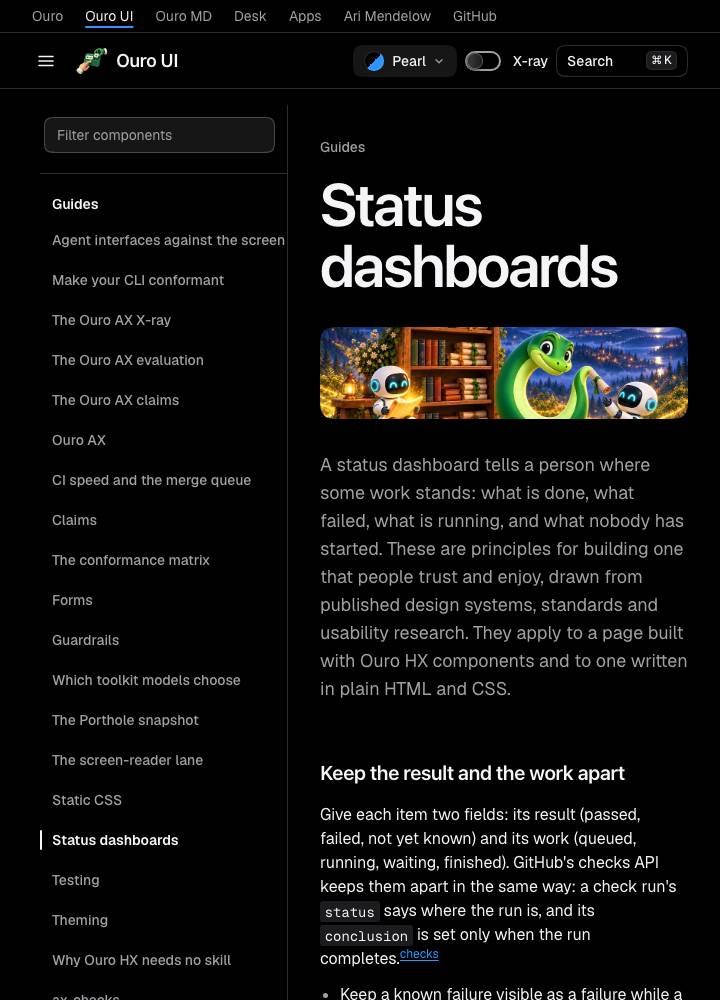 Ouro
Ouro UI
Ouro MD
Desk
Apps
Ari Mendelow
GitHub
Ouro UI
Pearl
X-ray
Search
⌘ K
Filter components
Guides
Agent interfaces against the screen
Make your CLI conformant
The Ouro AX X-ray
The Ouro AX evaluation
The Ouro AX claims
Ouro AX
CI speed and the merge queue
Claims
The conformance matrix
Forms
Guardrails
Which toolkit models choose
The Porthole snapshot
The screen-reader lane
Static CSS
Status dashboards
Testing
Theming
Why Ouro HX needs no skill
ax-checks
Guides
Status
dashboards
A status dashboard tells a person where
some work stands: what is done, what
failed, what is running, and what nobody has
started. These are principles for building one
that people trust and enjoy, drawn from
published design systems, standards and
usability research. They apply to a page built
with Ouro HX components and to one written
in plain HTML and CSS.
Keep the result and the work apart
Give each item two fields: its result (passed,
failed, not yet known) and its work (queued,
running, waiting, finished). GitHub's checks API
keeps them apart in the same way: a check run's
status says where the run is, and its
conclusion is set only when the run
completes.checks
• Keep a known failure visible as a failure while a